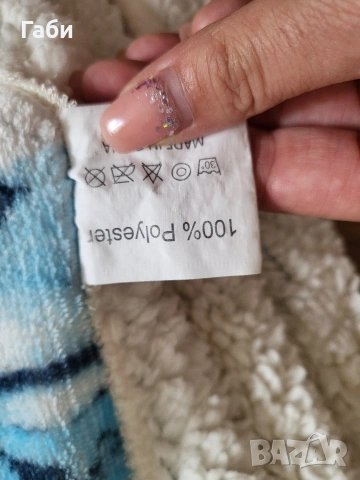 Габи
100% Polyester
30°
MADE IN
BAZAR